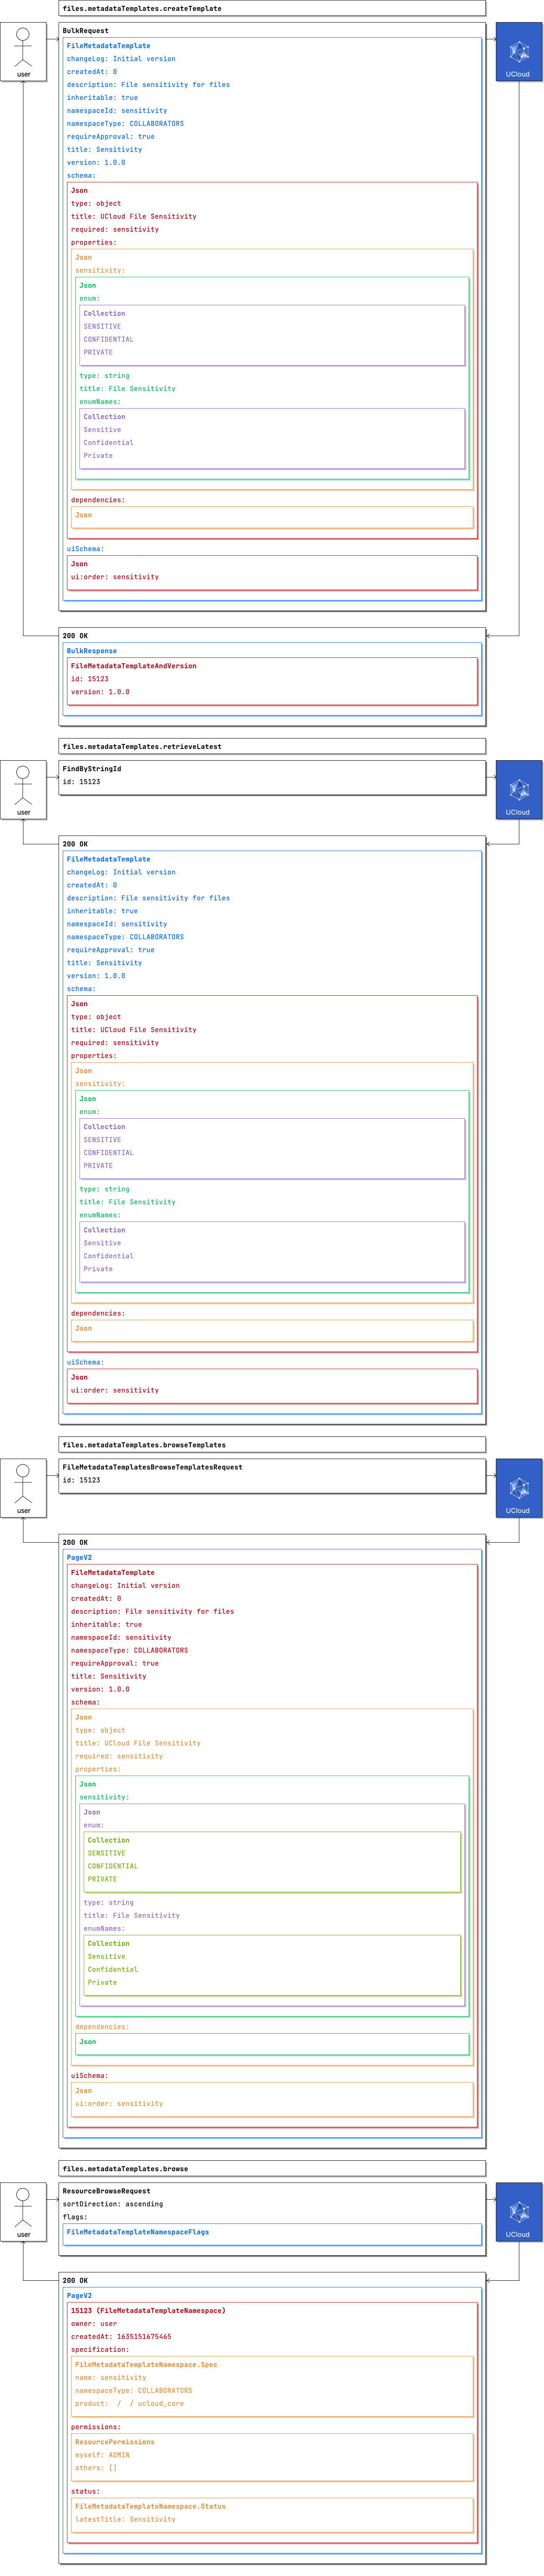 files.metadataTemplates.createTemplate
user
UCloud
BulkRequest
FileMetadataTemplate
changeLog: Initial version
createdAt: 0
description: File sensitivity for files
inheritable: true
namespaceId: sensitivity
namespaceType: COLLABORATORS
requireApproval: true
title: Sensitivity
version: 1.0.0
schema:
Json
type: object
title: UCloud File Sensitivity
required: sensitivity
properties:
Json
sensitivity:
Json
enum:
Collection
SENSITIVE
CONFIDENTIAL
PRIVATE
type: string
title: File Sensitivity
enumNames:
Collection
Sensitive
Confidential
Private
dependencies:
Json
uiSchema:
Json
ui:order: sensitivity
200 OK
BulkResponse
FileMetadataTemplateAndVersion
id: 15123
version: 1.0.0
files.metadataTemplates.retrieveLatest
user
UCloud
FindByStringId
id: 15123
200 OK
FileMetadataTemplate
changeLog: Initial version
createdAt: 0
description: File sensitivity for files
inheritable: true
namespaceId: sensitivity
namespaceType: COLLABORATORS
requireApproval: true
title: Sensitivity
version: 1.0.0
schema:
Json
type: object
title: UCloud File Sensitivity
required: sensitivity
properties:
Json
sensitivity:
Json
enum:
Collection
SENSITIVE
CONFIDENTIAL
PRIVATE
type: string
title: File Sensitivity
enumNames:
Collection
Sensitive
Confidential
Private
dependencies:
Json
uiSchema:
Json
ui:order: sensitivity
files.metadataTemplates.browseTemplates
user
UCloud
FileMetadataTemplatesBrowseTemplatesRequest
id: 15123
200 OK
PageV2
FileMetadataTemplate
changeLog: Initial version
createdAt: 0
description: File sensitivity for files
inheritable: true
namespaceId: sensitivity
namespaceType: COLLABORATORS
requireApproval: true
title: Sensitivity
version: 1.0.0
schema:
Json
type: object
title: UCloud File Sensitivity
required: sensitivity
properties:
Json
sensitivity:
Json
enum:
Collection
SENSITIVE
CONFIDENTIAL
PRIVATE
type: string
title: File Sensitivity
enumNames:
Collection
Sensitive
Confidential
Private
dependencies:
Json
uiSchema:
Json
ui:order: sensitivity
files.metadataTemplates.browse
user
UCloud
ResourceBrowseRequest
sortDirection: ascending
flags:
FileMetadataTemplateNamespaceFlags
200 OK
PageV2
15123 (FileMetadataTemplateNamespace)
owner: user
createdAt: 1635151675465
specification:
FileMetadataTemplateNamespace.Spec
name: sensitivity
namespaceType: COLLABORATORS
product:  /  / ucloud_core
permissions:
ResourcePermissions
myself: ADMIN
others: []
status:
FileMetadataTemplateNamespace.Status
latestTitle: Sensitivity